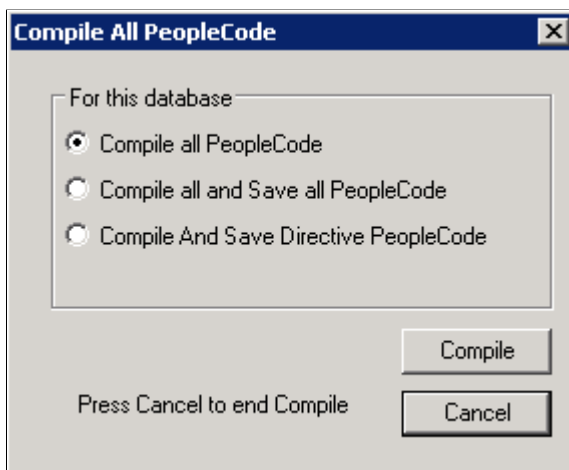 Compile All PeopleCode
For this database
Compile all PeopleCode
Compile all and Save all PeopleCode
Compile And Save Directive PeopleCode
Compile
Press Cancel to end Compile
Cancel